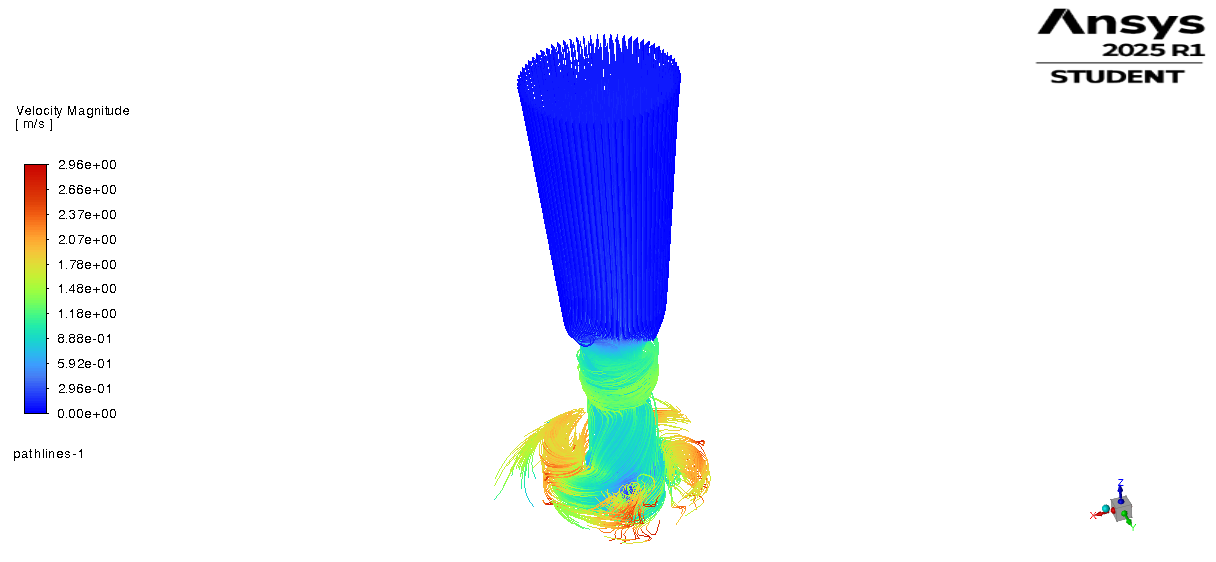 Ansys
2025 R1
STUDENT
Velocity Magnitude
[ m/s ]
2.96e+00
2.66e+00
2.37e+00
2.07e+00
1.78e+00
1.48e+00
1.18e+00
8.88e-01
5.92e-01
2.96e-01
0.00e+00
pathlines-1
Z
X
Y